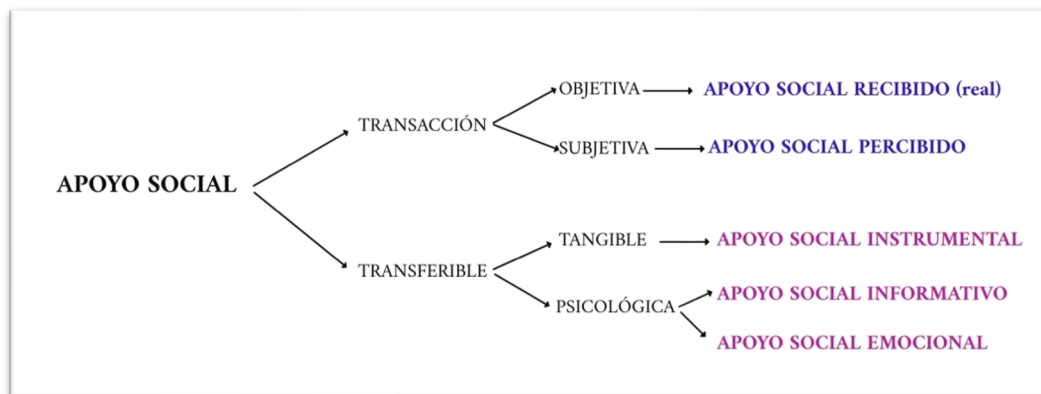 OBJETIVA
APOYO SOCIAL RECIBIDO (real)
TRANSACCIÓN
SUBJETIVA
APOYO SOCIAL PERCIBIDO
APOYO SOCIAL
TANGIBLE
APOYO SOCIAL INSTRUMENTAL
TRANSFERIBLE
PSICOLÓGICA
APOYO SOCIAL INFORMATIVO
APOYO SOCIAL EMOCIONAL